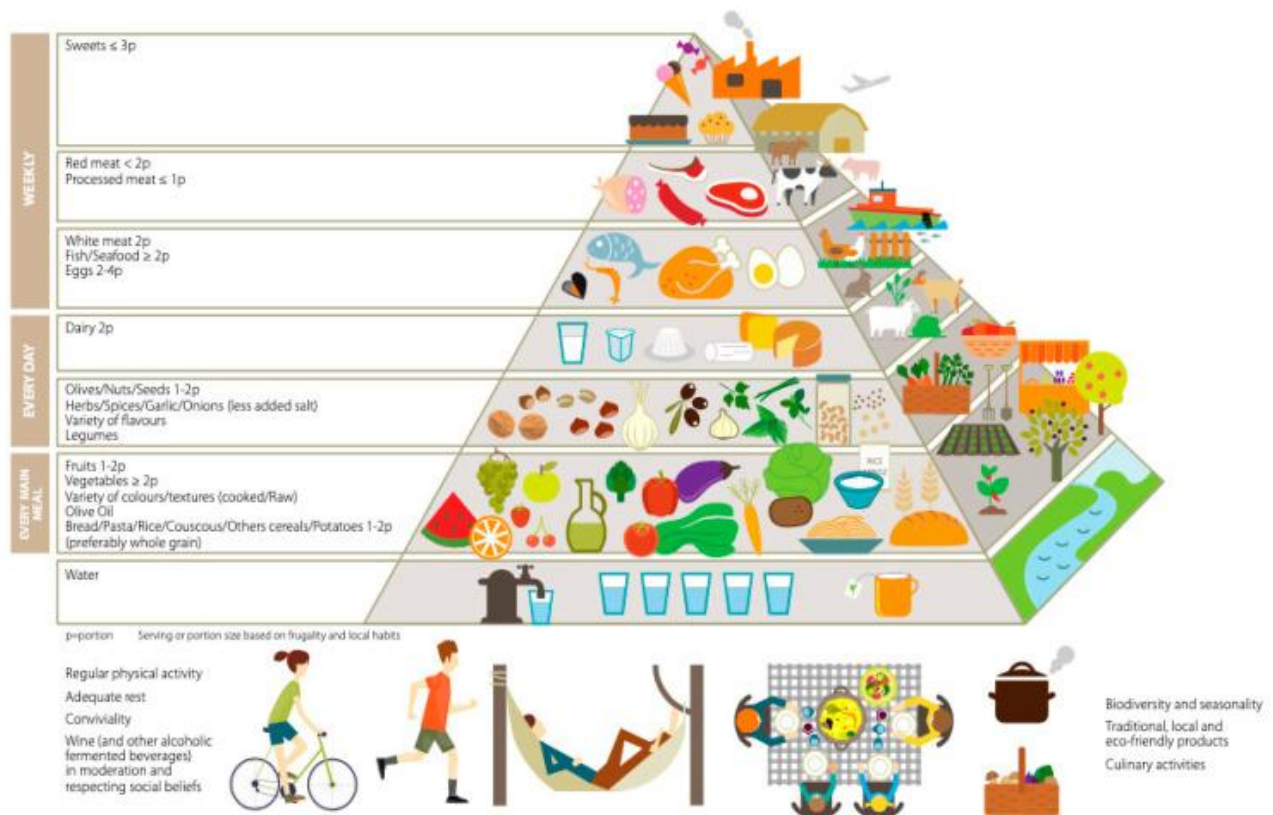 WEEKLY
Sweets ≤ 3p
Red meat < 2p
Processed meat ≤ 1p
White meat 2p
Fish/Seafood ≥ 2p
Eggs 2-4p
EVERY DAY
Dairy 2p
Olives/Nuts/Seeds 1-2p
Herbs/Spices/Garlic/Onions (less added salt)
Variety of flavours
Legumes
EVERY MAIN
MEAL
Fruits 1-2p
Vegetables ≥ 2p
Variety of colours/textures (cooked/Raw)
Olive Oil
Bread/Pasta/Rice/Couscous/Others cereals/Potatoes 1-2p
(preferably whole grain)
RICE
Water
p=portion Serving or portion size based on frugality and local habits
Regular physical activity
Adequate rest
Conviviality
Wine (and other alcoholic
fermented beverages)
in moderation and
respecting social beliefs
Biodiversity and seasonality
Traditional, local and
eco-friendly products
Culinary activities